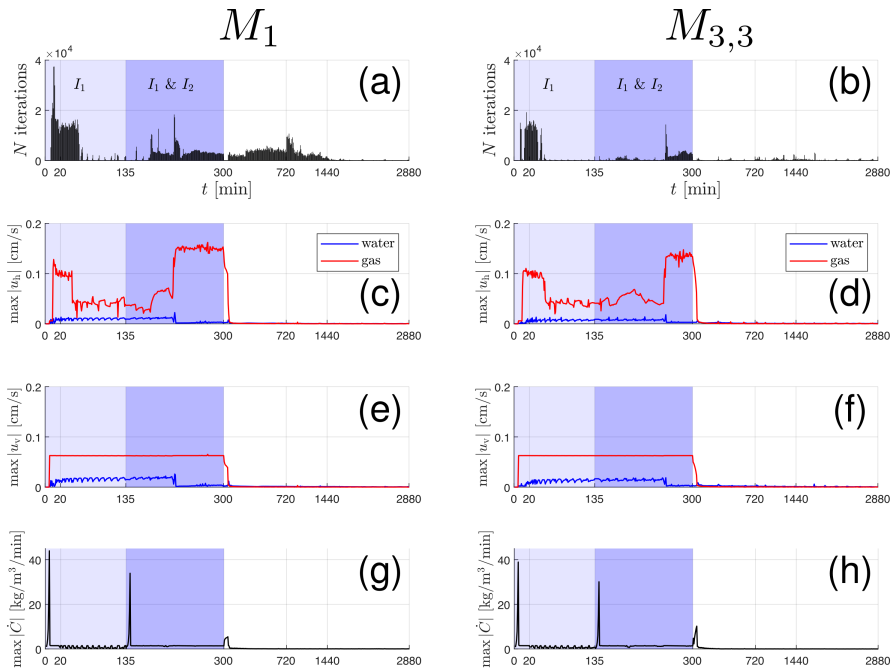 M₁ M₃,₃
×10⁴ ×10⁴
4 2 0
N iterations
I₁ I₁ & I₂
(a)
0 20 135 300 720 1440 2880
t [min]
4 2 0
N iterations
I₁ I₁ & I₂
(b)
0 20 135 300 720 1440 2880
t [min]
0.2 0.1 0
max |uₕ| [cm/s]
water
gas
(c)
0 20 135 300 720 1440 2880
0.2 0.1 0
max |uₕ| [cm/s]
water
gas
(d)
0 20 135 300 720 1440 2880
0.2 0.1 0
max |uᵥ| [cm/s]
(e)
0 20 135 300 720 1440 2880
0.2 0.1 0
max |uᵥ| [cm/s]
(f)
0 20 135 300 720 1440 2880
40 20 0
max |Ċ| [kg/m³/min]
(g)
0 20 135 300 720 1440 2880
40 20 0
max |Ċ| [kg/m³/min]
(h)
0 20 135 300 720 1440 2880